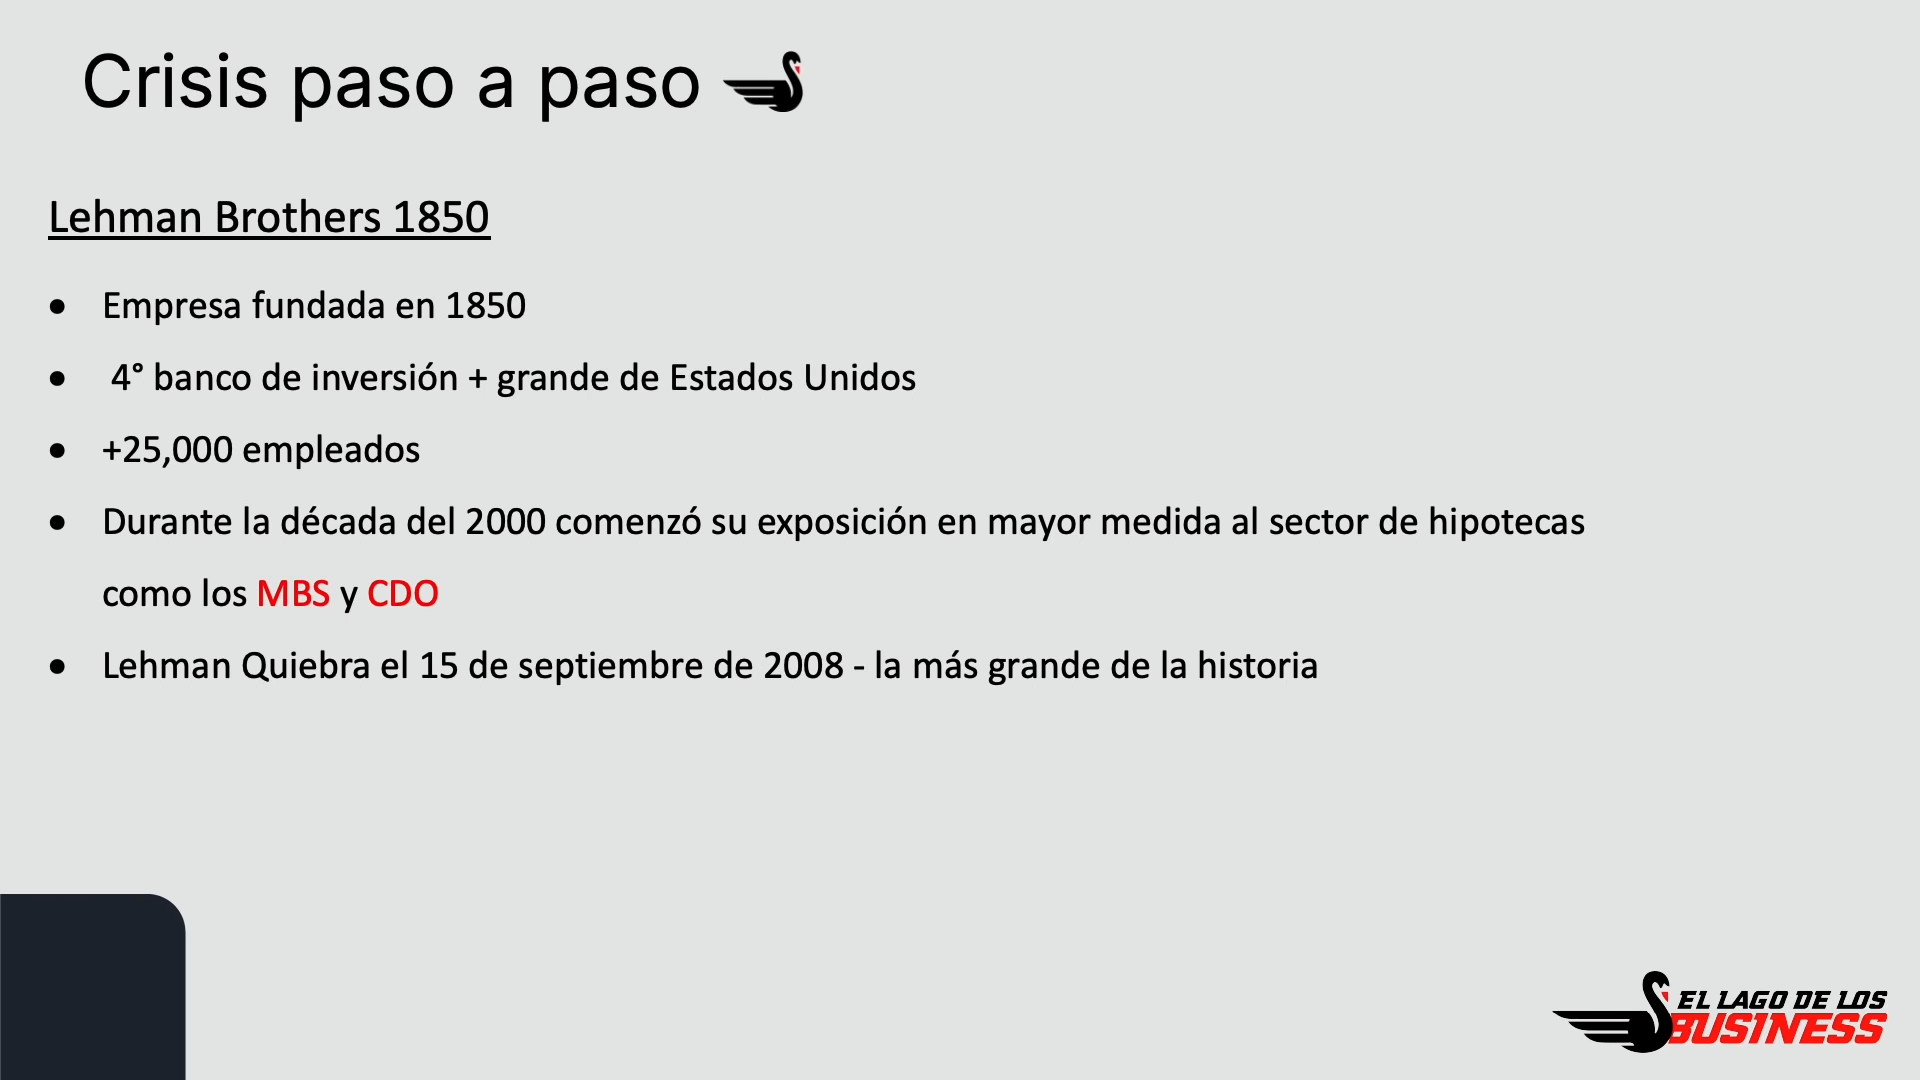 Crisis paso a paso
Lehman Brothers 1850
• Empresa fundada en 1850
• 4° banco de inversión + grande de Estados Unidos
• +25,000 empleados
• Durante la década del 2000 comenzó su exposición en mayor medida al sector de hipotecas
como los MBS y CDO
• Lehman Quiebra el 15 de septiembre de 2008 - la más grande de la historia
EL LAGO DE LOS
BUSINESS